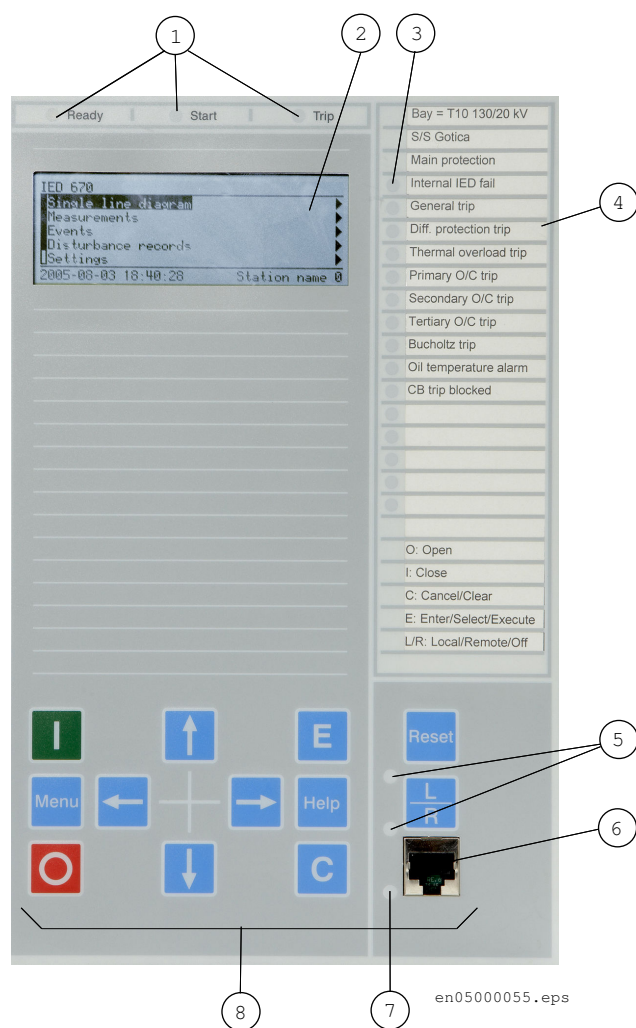 1
2
3
Ready
Start
Trip
IED 670
Single line diagram
Measurements
Events
Disturbance records
Settings
2005-08-03 18:40:28
Station name 0
Bay = T10 130/20 kV
S/S Gotica
Main protection
Internal IED fail
General trip
4
Diff. protection trip
Thermal overload trip
Primary O/C trip
Secondary O/C trip
Tertiary O/C trip
Bucholtz trip
Oil temperature alarm
CB trip blocked
O: Open
I: Close
C: Cancel/Clear
E: Enter/Select/Execute
L/R: Local/Remote/Off
I
E
Reset
5
Menu
Help
L
R
6
O
C
8
7
en05000055.eps